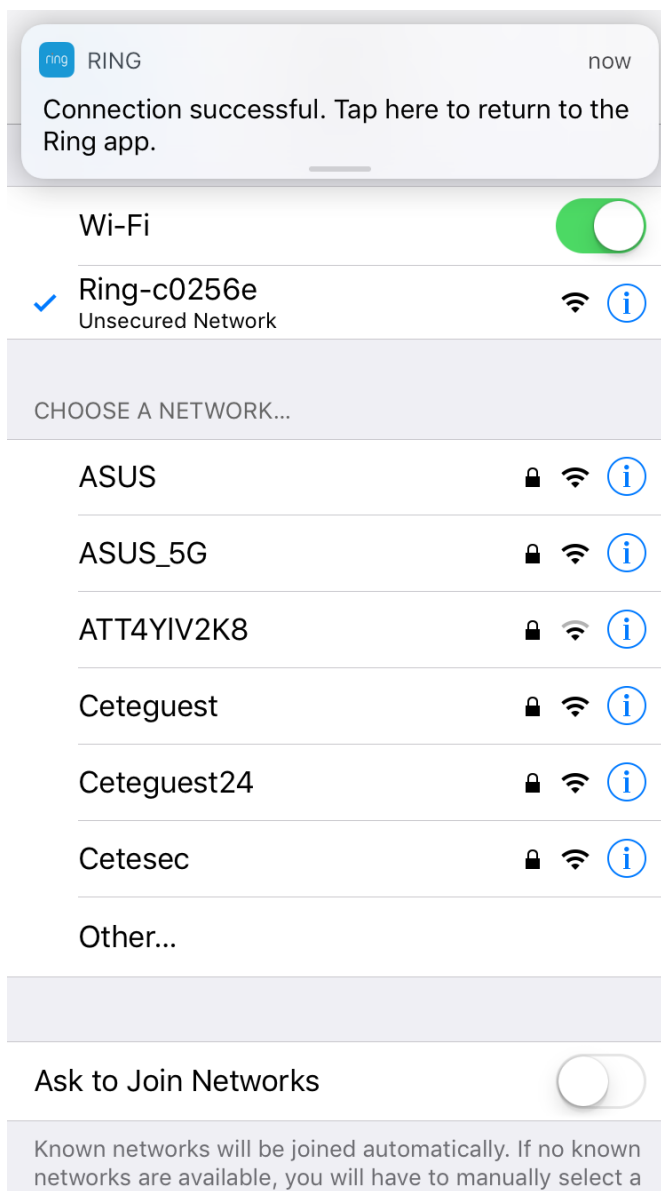 ring RING now
Connection successful. Tap here to return to the
Ring app.
Wi-Fi
Ring-c0256e
Unsecured Network
CHOOSE A NETWORK...
ASUS
ASUS_5G
ATT4YlV2K8
Ceteguest
Ceteguest24
Cetesec
Other...
Ask to Join Networks
Known networks will be joined automatically. If no known
networks are available, you will have to manually select a